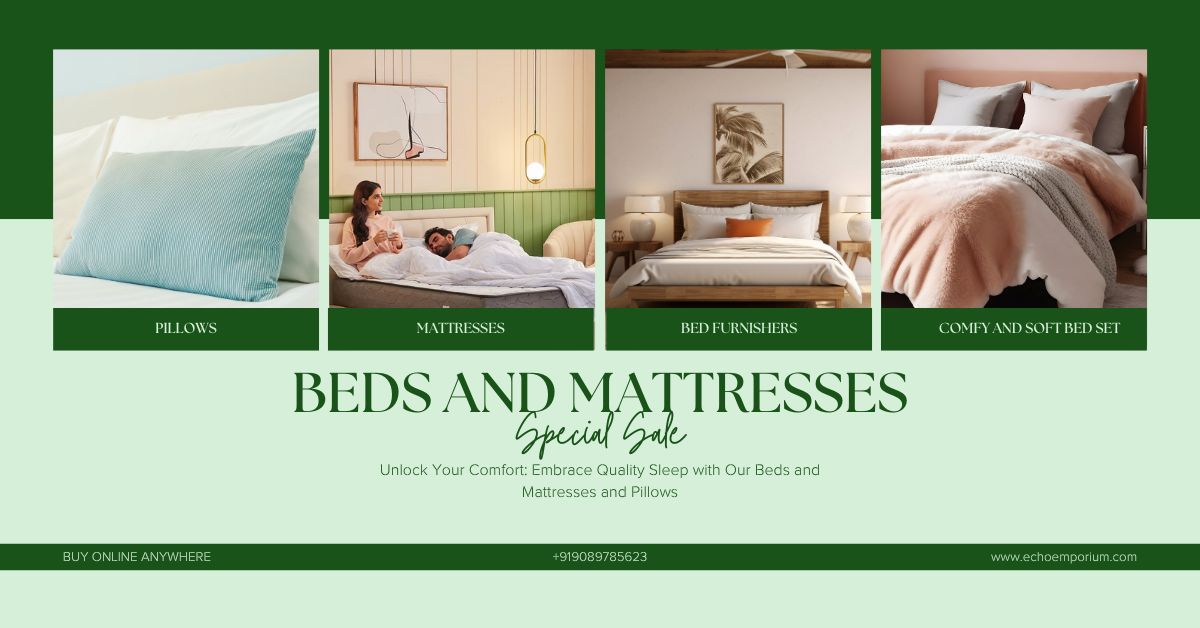 PILLOWS
MATTRESSES
BED FURNISHERS
COMFY AND SOFT BED SET
BEDS AND MATTRESSES
Special Sale
Unlock Your Comfort: Embrace Quality Sleep with Our Beds and
Mattresses and Pillows
BUY ONLINE ANYWHERE
+919089785623
www.echoemporium.com